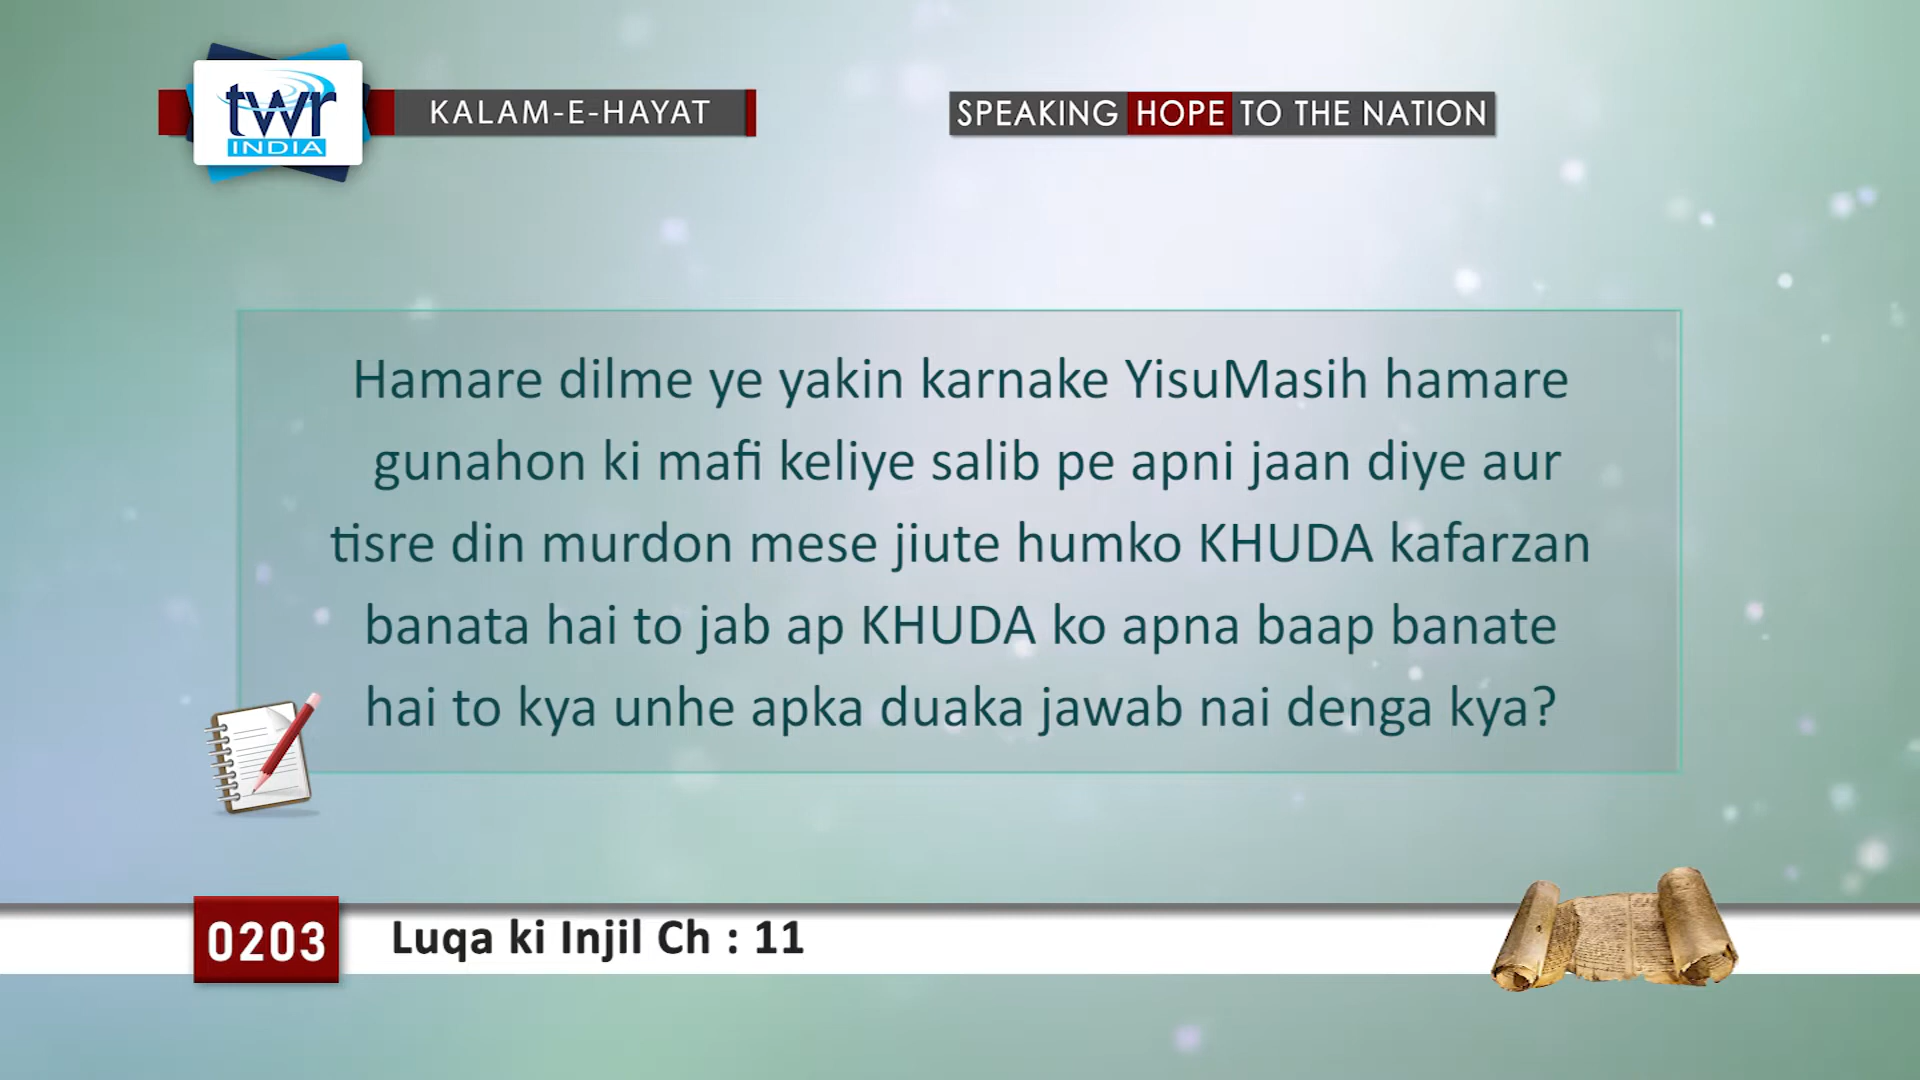 twr
INDIA
KALAM-E-HAYAT
SPEAKING HOPE TO THE NATION
Hamare dilme ye yakin karnake YisuMasih hamare
gunahon ki mafi keliye salib pe apni jaan diye aur
tisre din murdon mese jiute humko KHUDA kafarzan
banata hai to jab ap KHUDA ko apna baap banate
hai to kya unhe apka duaka jawab nai denga kya?
0203
Luqa ki Injil Ch : 11